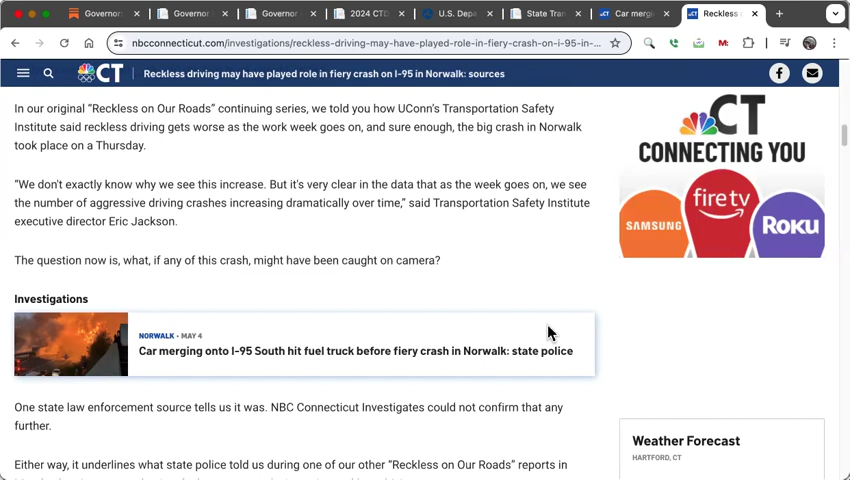 Governors
Governor
Governor
2024 CTD
U.S. Depa
State Tran
Car merg
Reckless
nbcconnecticut.com/investigations/reckless-driving-may-have-played-role-in-fiery-crash-on-i-95-in-...
CT
Reckless driving may have played role in fiery crash on I-95 in Norwalk: sources
In our original “Reckless on Our Roads” continuing series, we told you how UConn’s Transportation Safety
Institute said reckless driving gets worse as the work week goes on, and sure enough, the big crash in Norwalk
took place on a Thursday.
“We don't exactly know why we see this increase. But it's very clear in the data that as the week goes on, we see
the number of aggressive driving crashes increasing dramatically over time,” said Transportation Safety Institute
executive director Eric Jackson.
The question now is, what, if any of this crash, might have been caught on camera?
Investigations
NORWALK • MAY 4
Car merging onto I-95 South hit fuel truck before fiery crash in Norwalk: state police
One state law enforcement source tells us it was. NBC Connecticut Investigates could not confirm that any
further.
Either way, it underlines what state police told us during one of our other “Reckless on Our Roads” reports in
CT
CONNECTING YOU
SAMSUNG
fire tv
ROKU
Weather Forecast
HARTFORD, CT